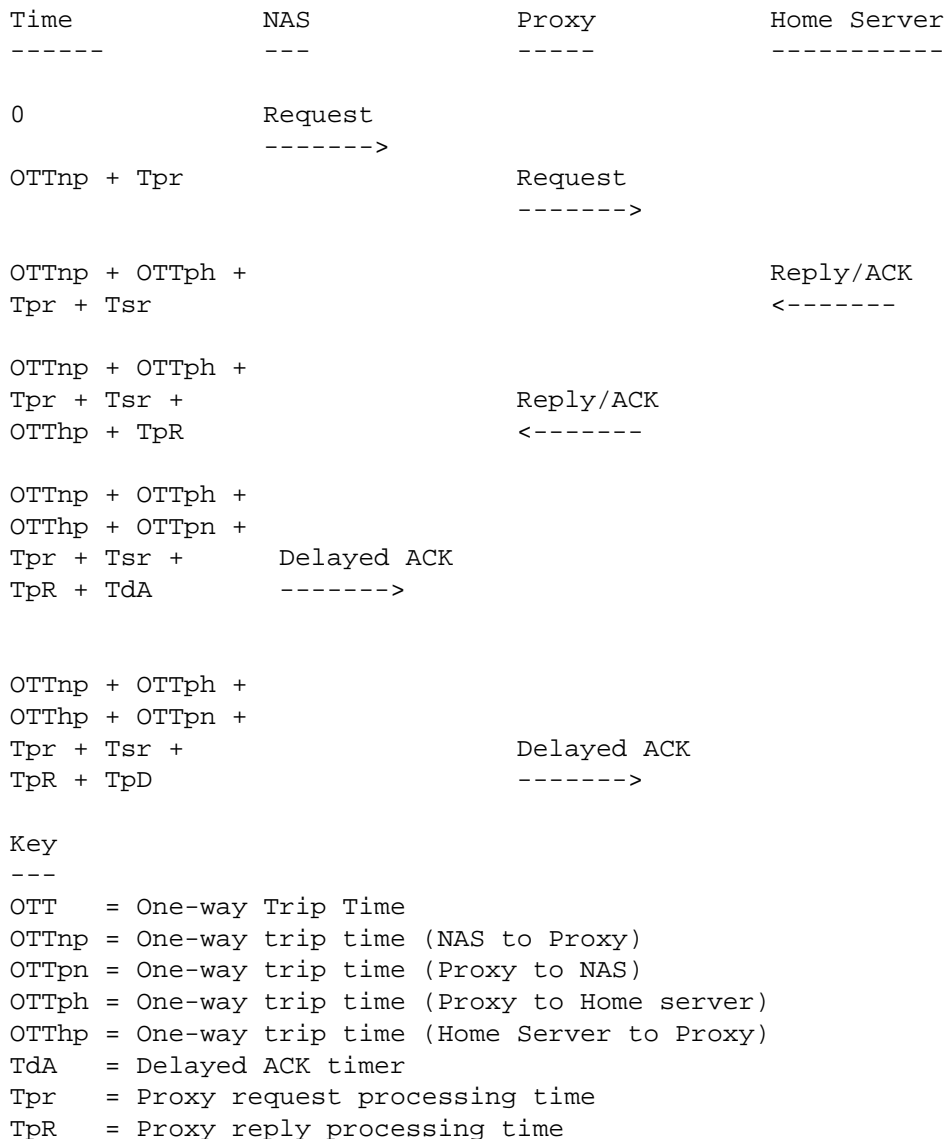 Time            NAS             Proxy           Home Server
------          ---             -----           -----------
0               Request
                ------->
OTTnp + Tpr                     Request
                                ------->
OTTnp + OTTph +                                 Reply/ACK
Tpr + Tsr                                       <-------
OTTnp + OTTph +
Tpr + Tsr +                     Reply/ACK
OTThp + TpR                     <-------
OTTnp + OTTph +
OTThp + OTTpn +
Tpr + Tsr +      Delayed ACK
TpR + TdA        ------->
OTTnp + OTTph +
OTThp + OTTpn +
Tpr + Tsr +                     Delayed ACK
TpR + TpD                       ------->
Key
---
OTT   = One-way Trip Time
OTTnp = One-way trip time (NAS to Proxy)
OTTpn = One-way trip time (Proxy to NAS)
OTTph = One-way trip time (Proxy to Home server)
OTThp = One-way trip time (Home Server to Proxy)
TdA   = Delayed ACK timer
Tpr   = Proxy request processing time
TpR   = Proxy reply processing time